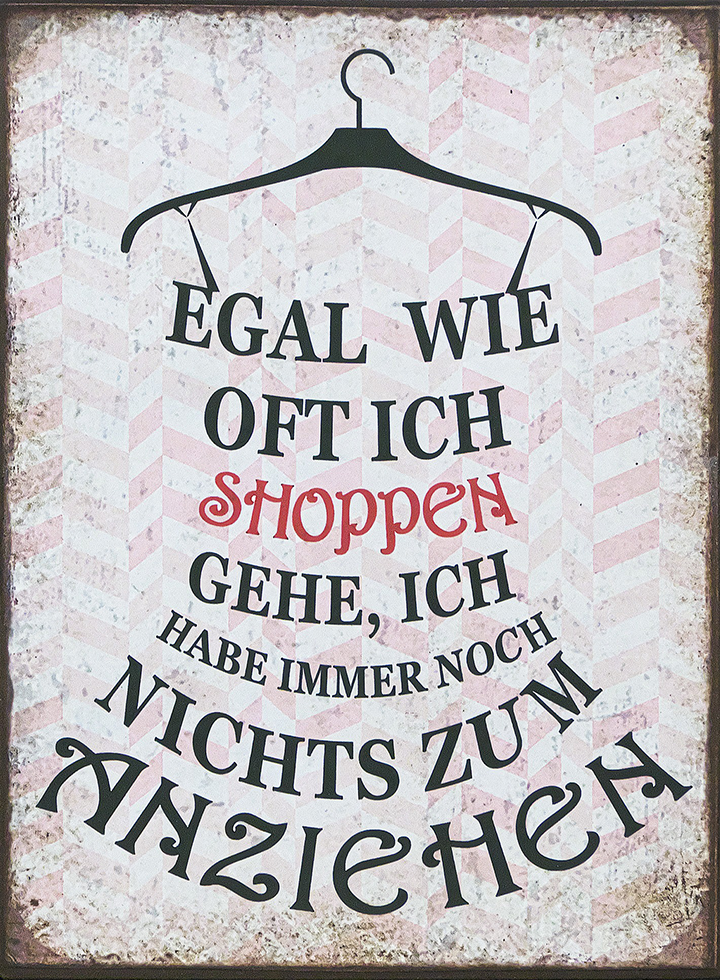 EGAL WIE
OFT ICH
SHOPPEN
GEHE, ICH
HABE IMMER NOCH
NICHTS ZUM
ANZIEHEN